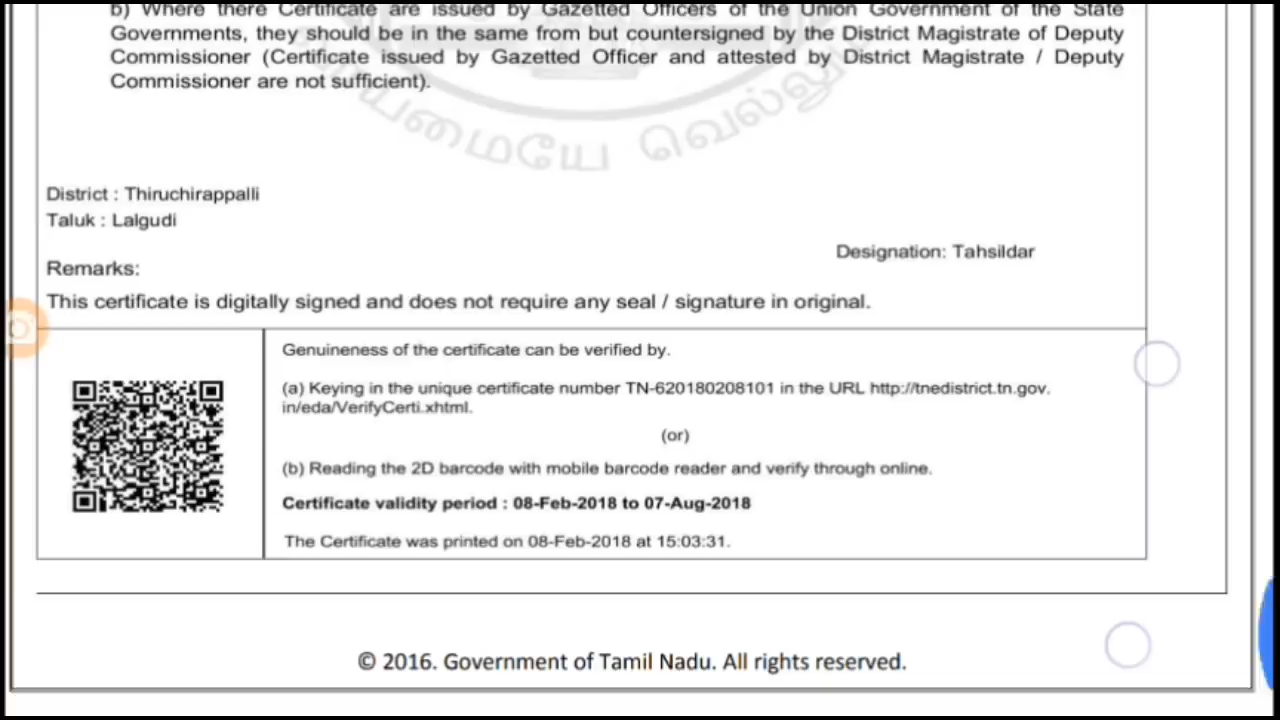 b) Where there Certificate are issued by Gazetted Officers of the Union Government of the State
Governments, they should be in the same from but countersigned by the District Magistrate of Deputy
Commissioner (Certificate issued by Gazetted Officer and attested by District Magistrate / Deputy
Commissioner are not sufficient).
யமையே வெல்லு
District : Thiruchirappalli
Taluk : Lalgudi
Designation: Tahsildar
Remarks:
This certificate is digitally signed and does not require any seal / signature in original.
Genuineness of the certificate can be verified by.
(a) Keying in the unique certificate number TN-620180208101 in the URL http://tnedistrict.tn.gov.
in/eda/VerifyCerti.xhtml.
(or)
(b) Reading the 2D barcode with mobile barcode reader and verify through online.
Certificate validity period : 08-Feb-2018 to 07-Aug-2018
The Certificate was printed on 08-Feb-2018 at 15:03:31.
© 2016. Government of Tamil Nadu. All rights reserved.